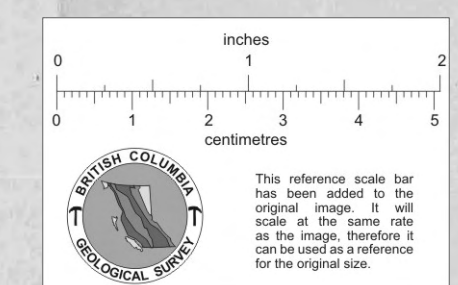 inches
0 1 2
0 1 2 3 4 5
centimetres
BRITISH COLUMBIA
GEOLOGICAL SURVEY
This reference scale bar
has been added to the
original image. It will
scale at the same rate
as the image, therefore it
can be used as a reference
for the original size.